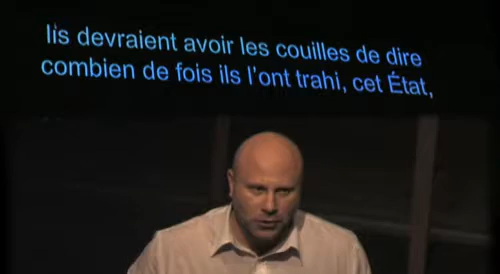 Ils devraient avoir les couilles de dire
combien de fois ils l'ont trahi, cet État,